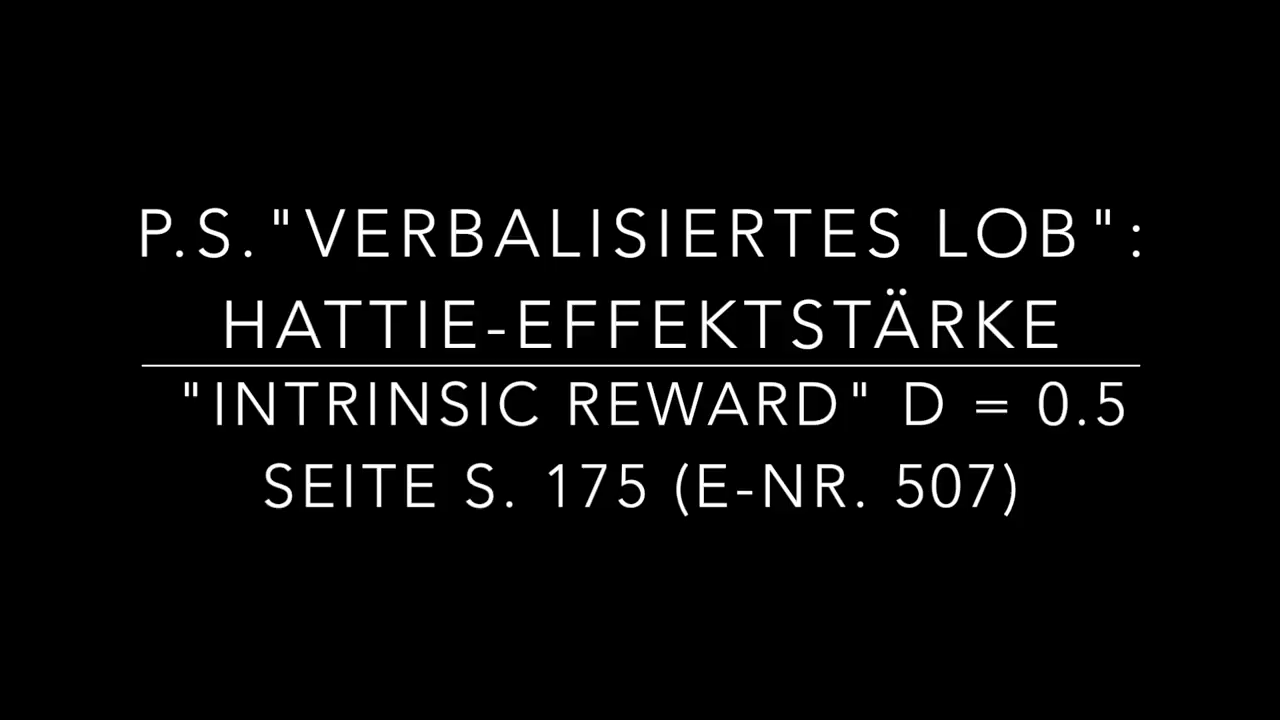 P.S."VERBALISIERTES LOB":
HATTIE-EFFEKTSTÄRKE
"INTRINSIC REWARD" D = 0.5
SEITE S. 175 (E-NR. 507)